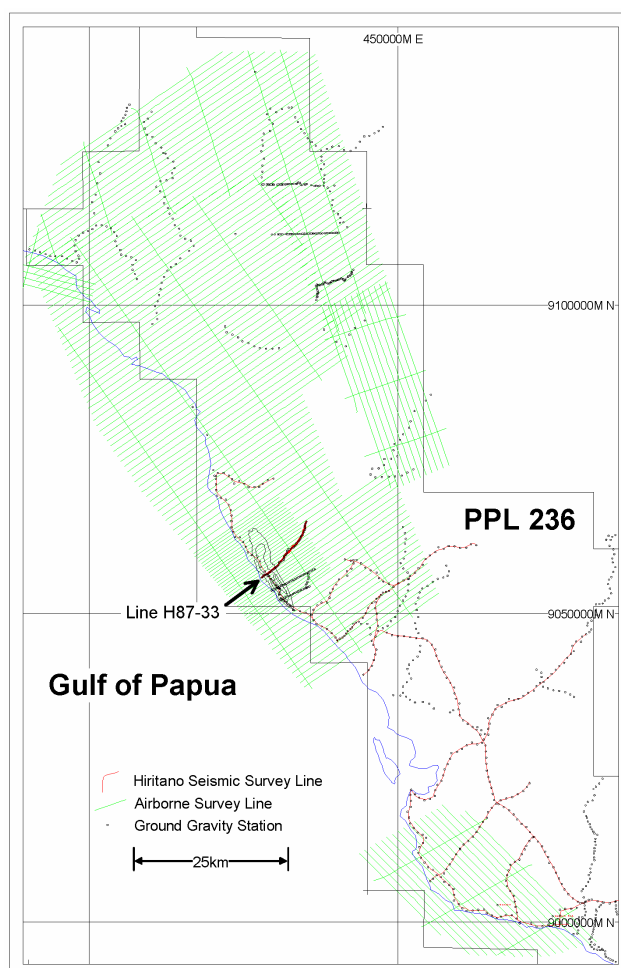 450000M E
9100000M N
PPL 236
Line H87-33
9050000M N
Gulf of Papua
Hiritano Seismic Survey Line
Airborne Survey Line
Ground Gravity Station
25km
9000000M N